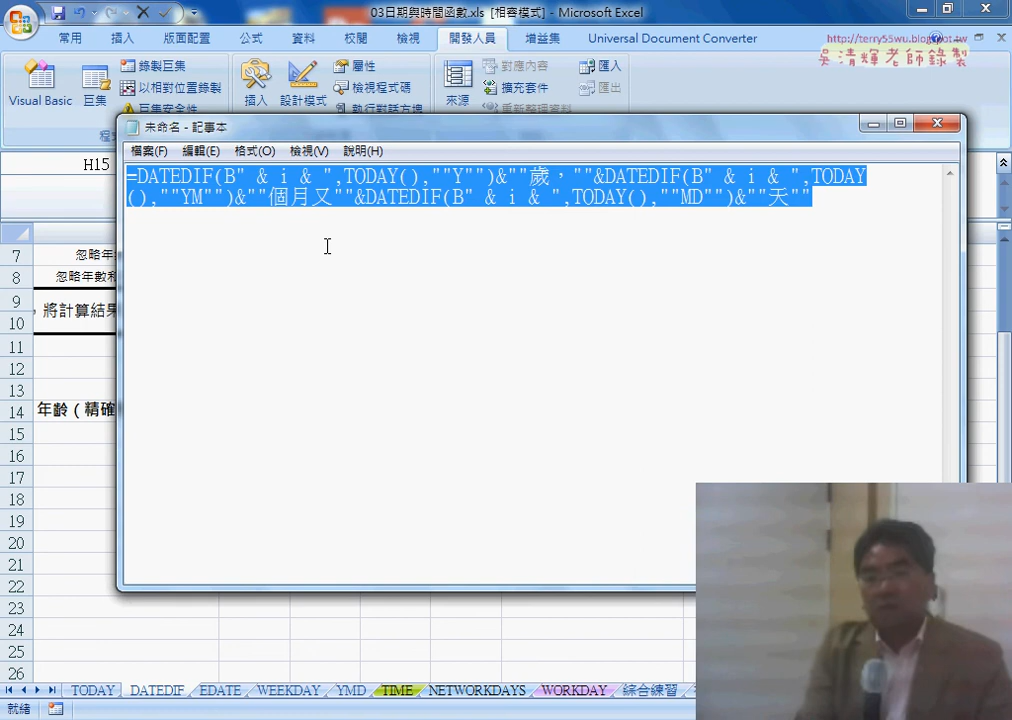 03日期與時間函數.xls [相容模式] - Microsoft Excel
常用 插入 版面配置 公式 資料 校閱 檢視 開發人員 增益集 Universal Document Converter
http://terry55wu.blogspot.tw
吳清輝老師錄製
錄製巨集 屬性 對應內容 匯入
以相對位置錄製 檢視程式碼 擴充套件 匯出
Visual Basic 巨集 巨集安全性 插入 設計模式 執行對話方塊 來源 重新整理資料
未命名 - 記事本
檔案(F) 編輯(E) 格式(O) 檢視(V) 說明(H)
H15
=DATEDIF(B" & i & ",TODAY(),""Y"")&""歲，""&DATEDIF(B" & i & ",TODAY
(),""YM"")&""個月又""&DATEDIF(B" & i & ",TODAY(),""MD"")&""天""
7 忽略年
8 忽略年數和
9
，將計算結果
10
11
12
13
14 年齡（精確
15
16
17
18
19
20
21
22
23
24
25
26
TODAY DATEDIF EDATE WEEKDAY YMD TIME NETWORKDAYS WORKDAY 綜合練習
就緒